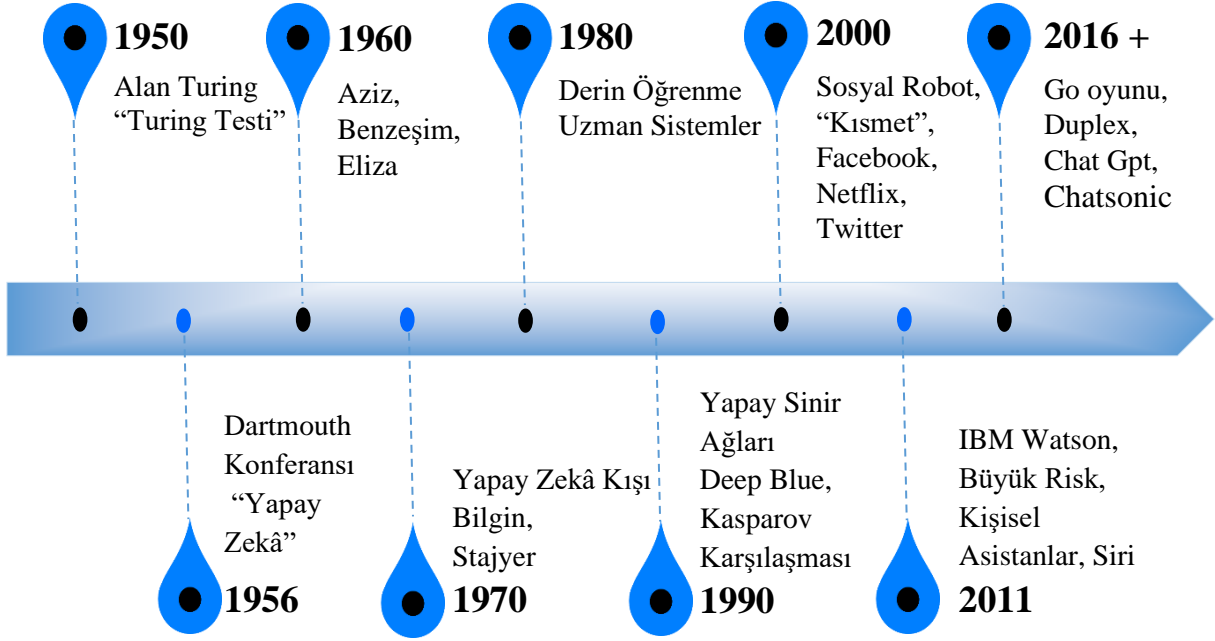 1950
Alan Turing
“Turing Testi”
1960
Aziz,
Benzeşim,
Eliza
1980
Derin Öğrenme
Uzman Sistemler
2000
Sosyal Robot,
“Kısmet”,
Facebook,
Netflix,
Twitter
2016 +
Go oyunu,
Duplex,
Chat Gpt,
Chatsonic
Dartmouth
Konferansı
“Yapay
Zekâ”
1956
Yapay Zekâ Kışı
Bilgin,
Stajyer
1970
Yapay Sinir
Ağları
Deep Blue,
Kasparov
Karşılaşması
1990
IBM Watson,
Büyük Risk,
Kişisel
Asistanlar, Siri
2011